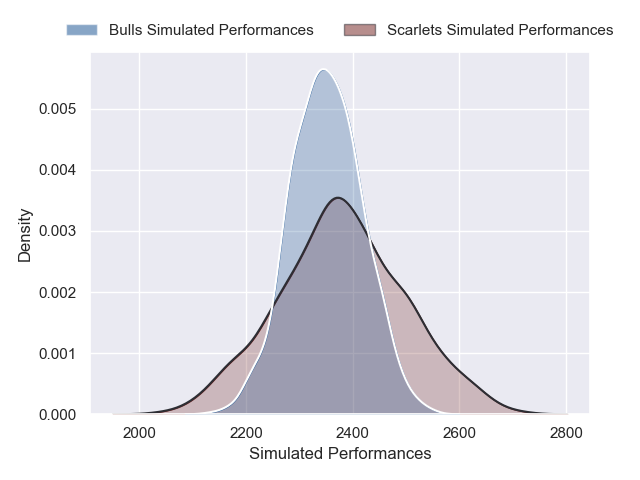 Bulls Simulated Performances
Scarlets Simulated Performances
0.005
0.004
0.003
0.002
0.001
0.000
Density
2000
2200
2400
2600
2800
Simulated Performances